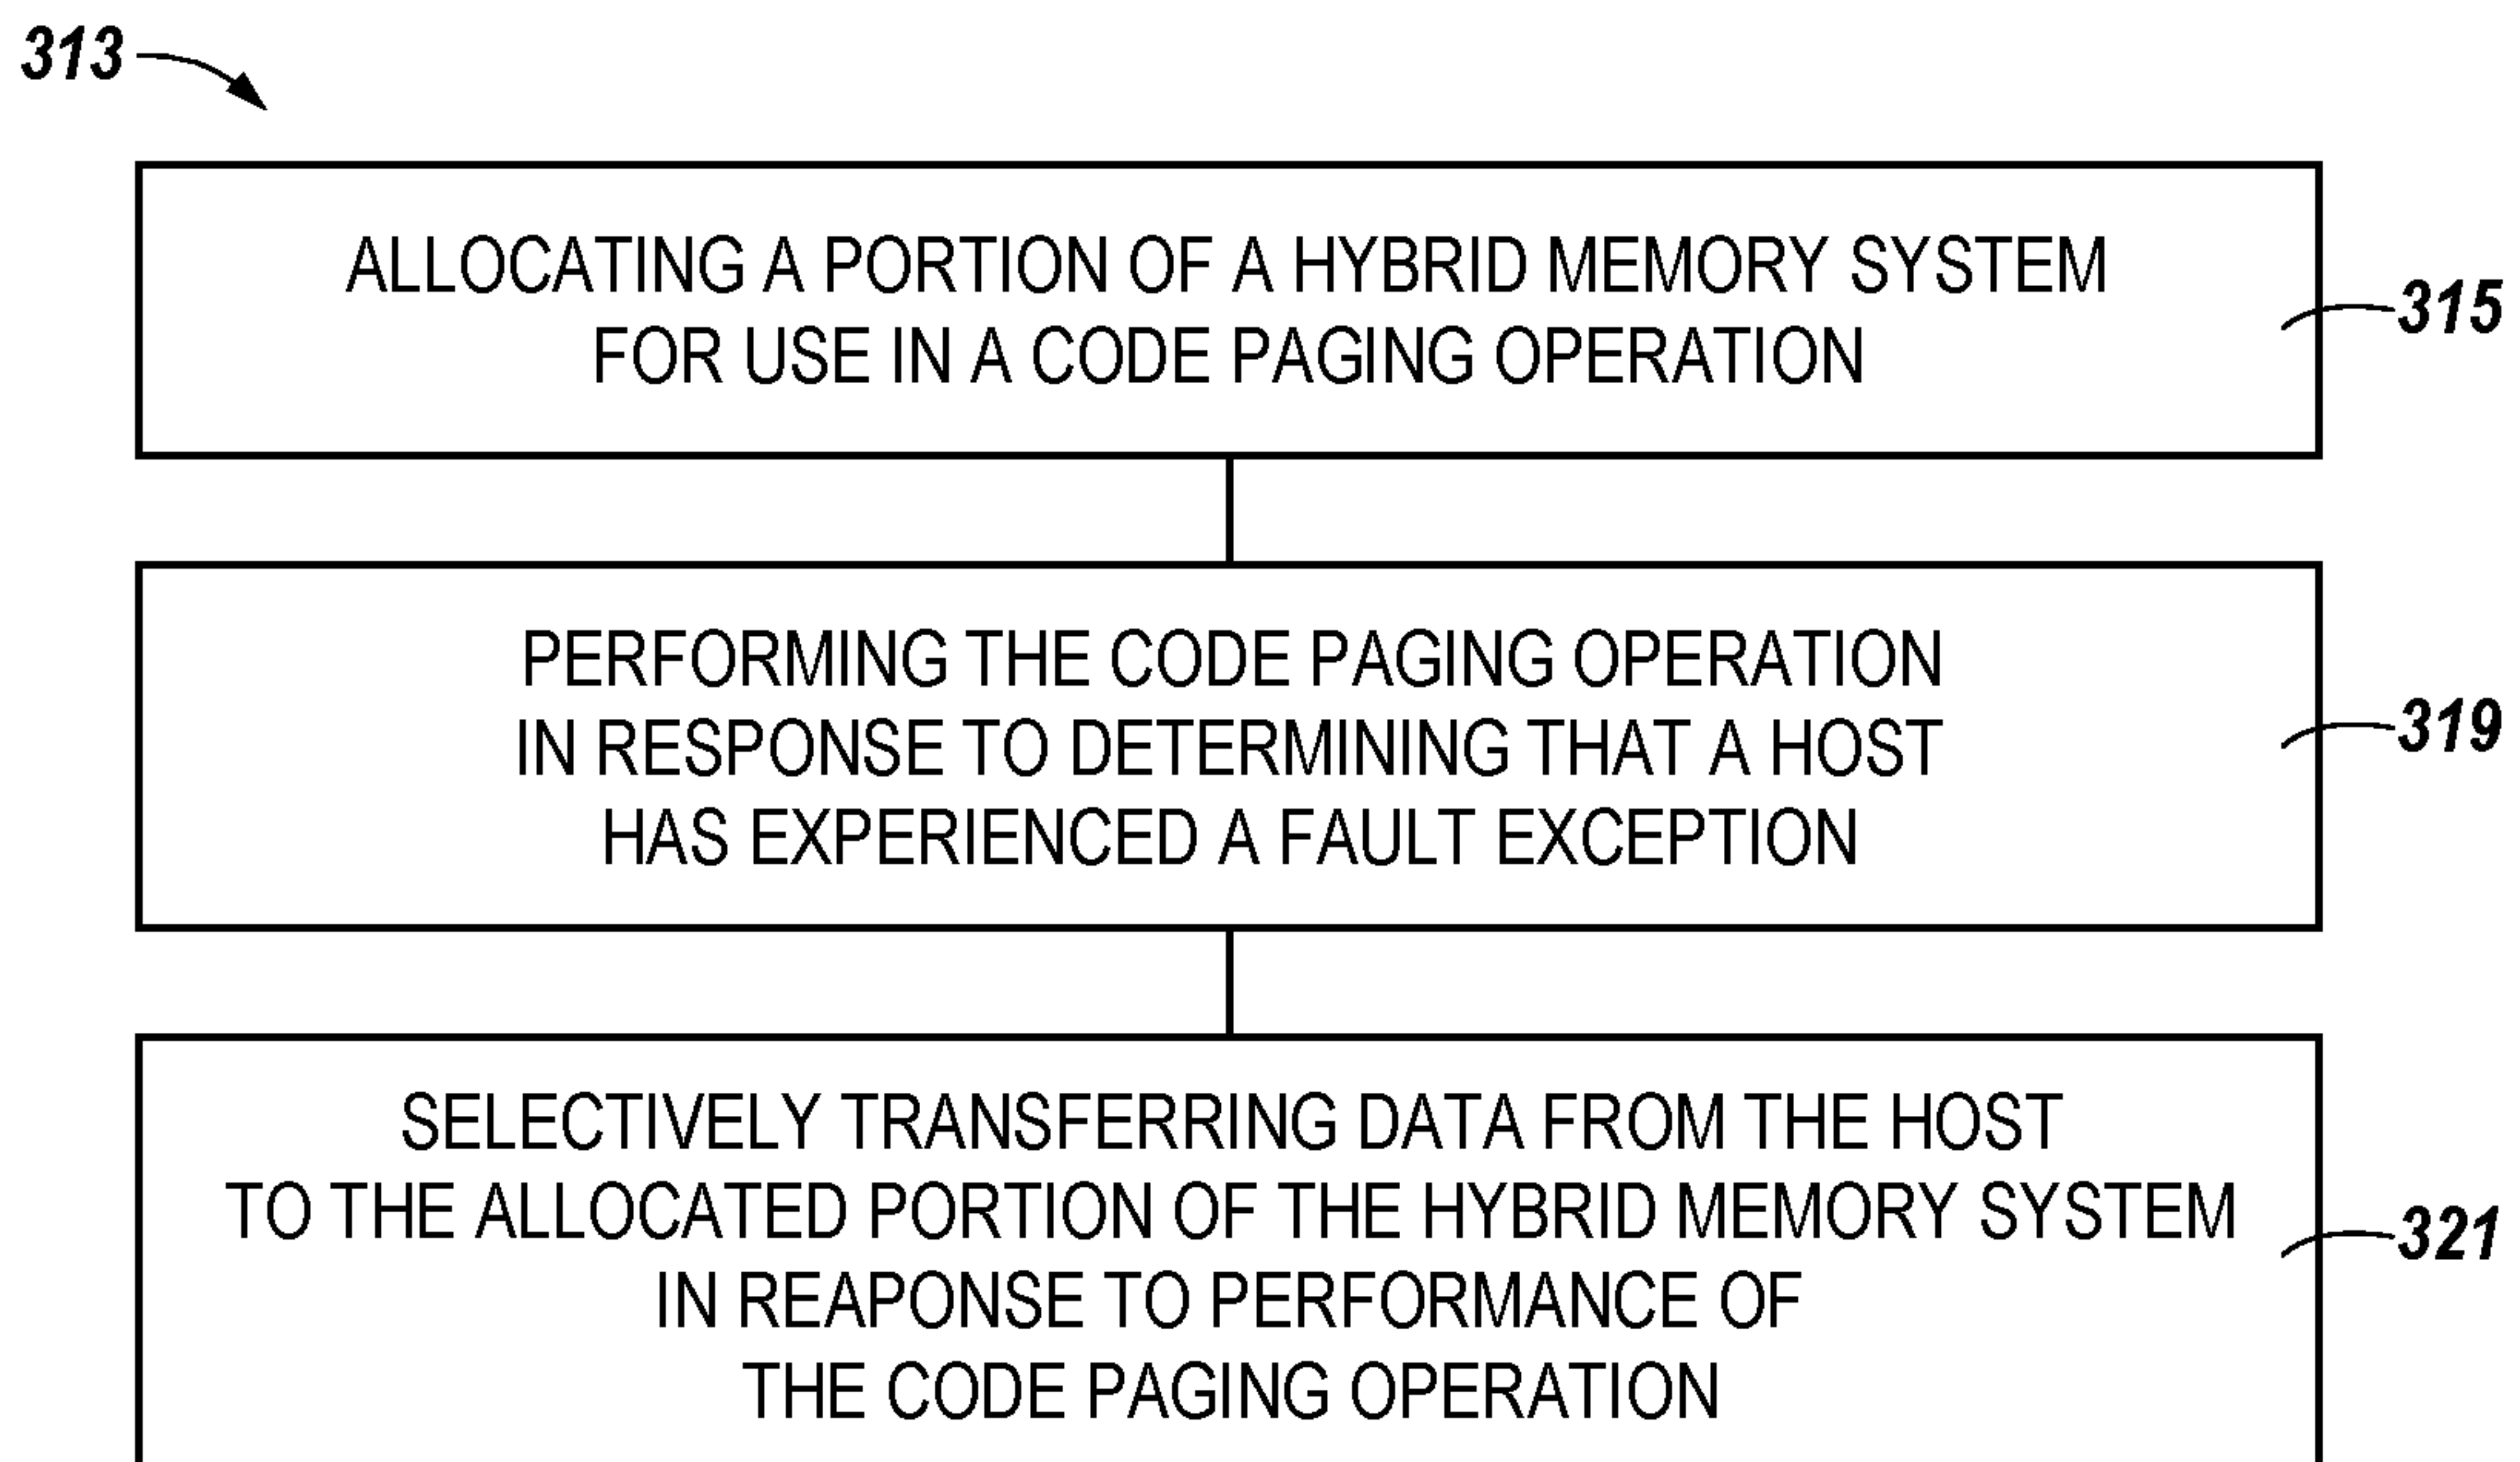 313
ALLOCATING A PORTION OF A HYBRID MEMORY SYSTEM
FOR USE IN A CODE PAGING OPERATION
315
PERFORMING THE CODE PAGING OPERATION
IN RESPONSE TO DETERMINING THAT A HOST
HAS EXPERIENCED A FAULT EXCEPTION
319
SELECTIVELY TRANSFERRING DATA FROM THE HOST
TO THE ALLOCATED PORTION OF THE HYBRID MEMORY SYSTEM
IN REAPONSE TO PERFORMANCE OF
THE CODE PAGING OPERATION
321